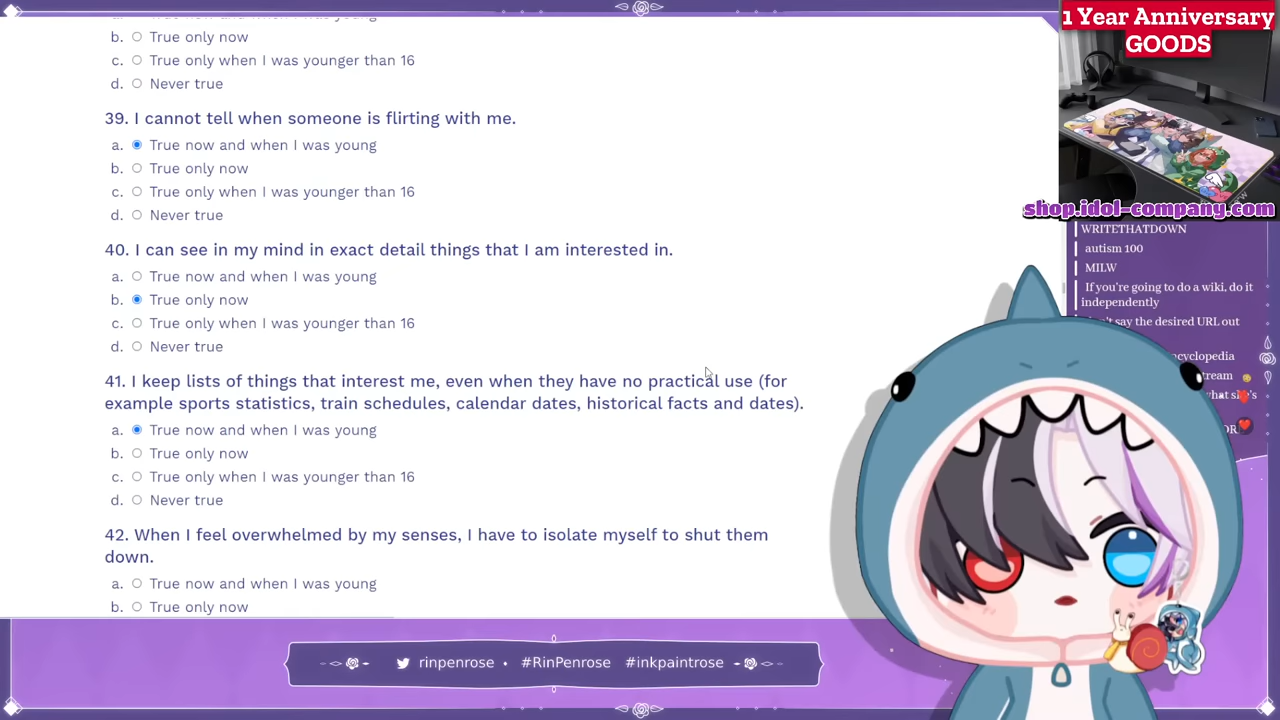 b. True only now
c. True only when I was younger than 16
d. Never true
39. I cannot tell when someone is flirting with me.
a. True now and when I was young
b. True only now
c. True only when I was younger than 16
d. Never true
40. I can see in my mind in exact detail things that I am interested in.
a. True now and when I was young
b. True only now
c. True only when I was younger than 16
d. Never true
41. I keep lists of things that interest me, even when they have no practical use (for
example sports statistics, train schedules, calendar dates, historical facts and dates).
a. True now and when I was young
b. True only now
c. True only when I was younger than 16
d. Never true
42. When I feel overwhelmed by my senses, I have to isolate myself to shut them
down.
a. True now and when I was young
b. True only now
rinpenrose • #RinPenrose #inkpaintrose
1 Year Anniversary
GOODS
shop.idol-company.com
WRITETHATDOWN
autism 100
MILW
If you're going to do a wiki, do it
independently
say the desired URL out